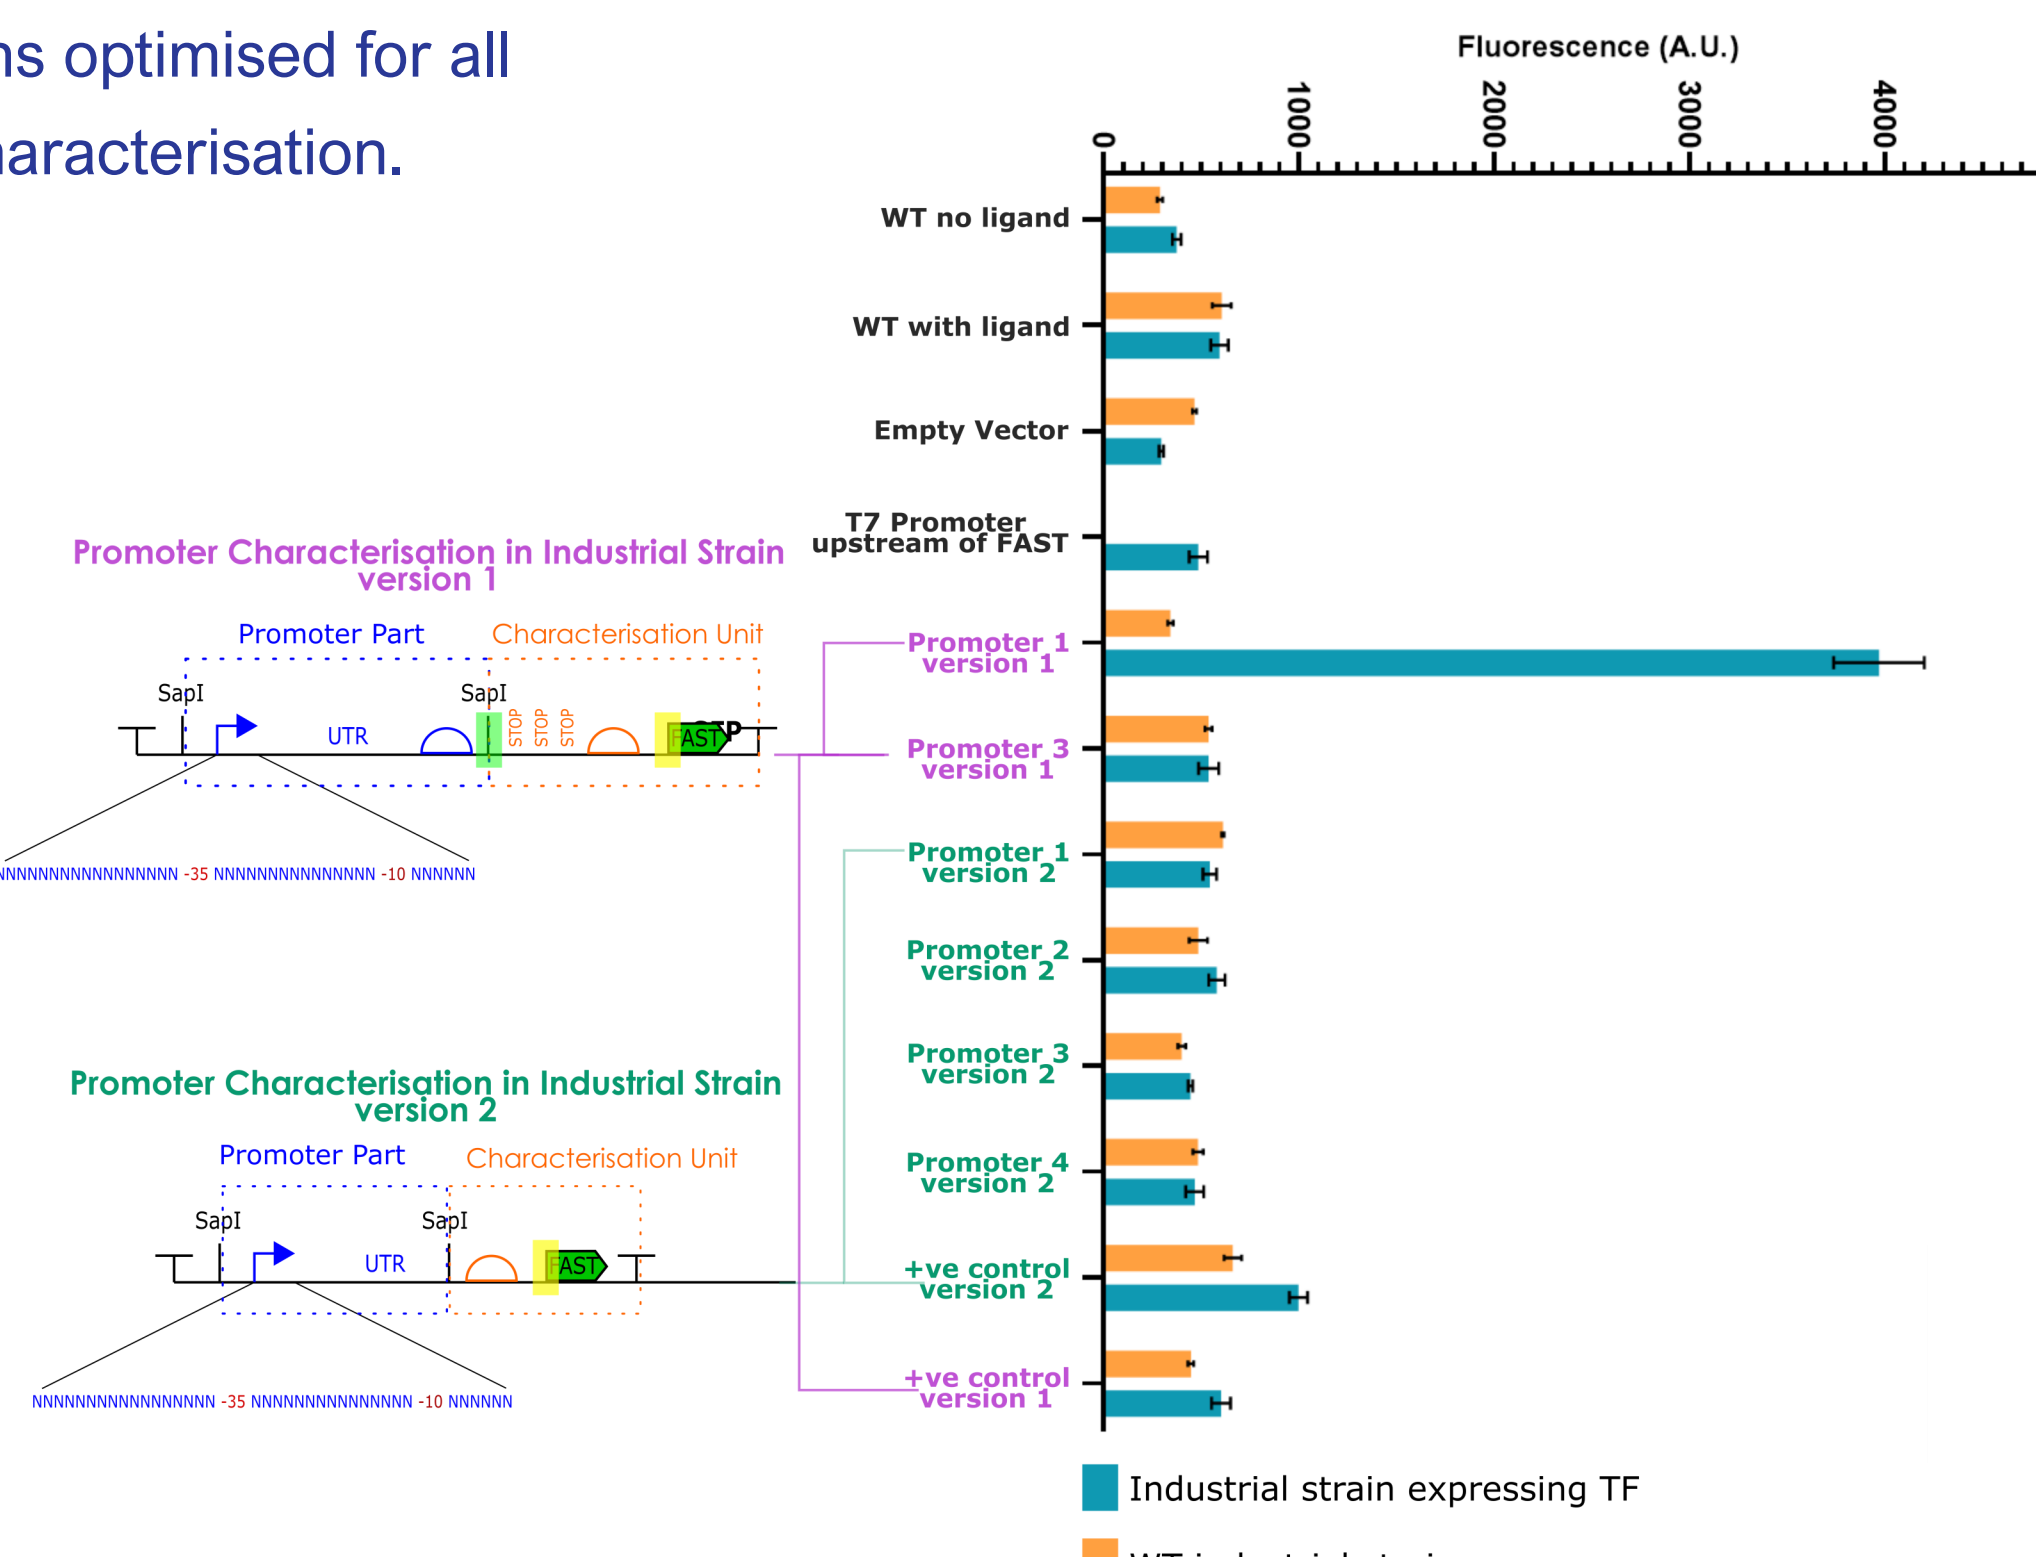 optimised for all
Fluorescence (A.U.)
0 1000 2000 3000 4000
WT no ligand
WT with ligand
Empty Vector
T7 Promoter
upstream of FAST
Promoter 1
version 1
Promoter 3
version 1
Promoter 1
version 2
Promoter 2
version 2
Promoter 3
version 2
Promoter 4
version 2
+ve control
version 2
+ve control
version 1
Industrial strain expressing TF
Promoter Characterisation in Industrial Strain
version 1
Promoter Part
Characterisation Unit
SapI
SapI
UTR
STOP
STOP
STOP
FAST
NNNNNNNNNNNNNNNNN -35 NNNNNNNNNNNNNNN -10 NNNNNN
Promoter Characterisation in Industrial Strain
version 2
Promoter Part
Characterisation Unit
SapI
SapI
UTR
FAST
NNNNNNNNNNNNNNNNN -35 NNNNNNNNNNNNNNN -10 NNNNNN